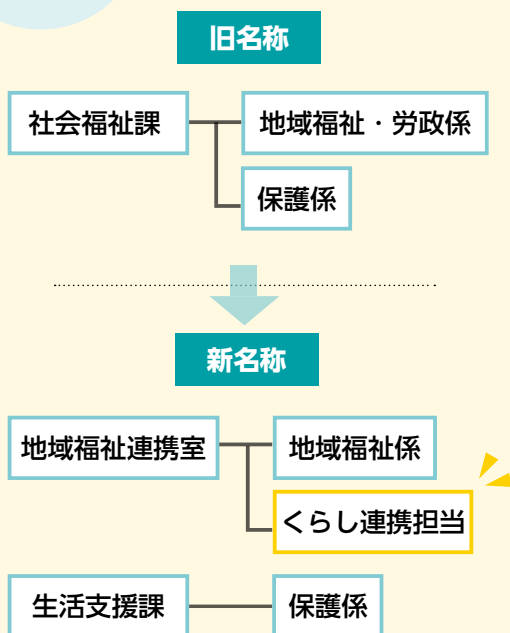 旧名称
社会福祉課
地域福祉・労政係
保護係
新名称
地域福祉連携室
地域福祉係
くらし連携担当
生活支援課
保護係